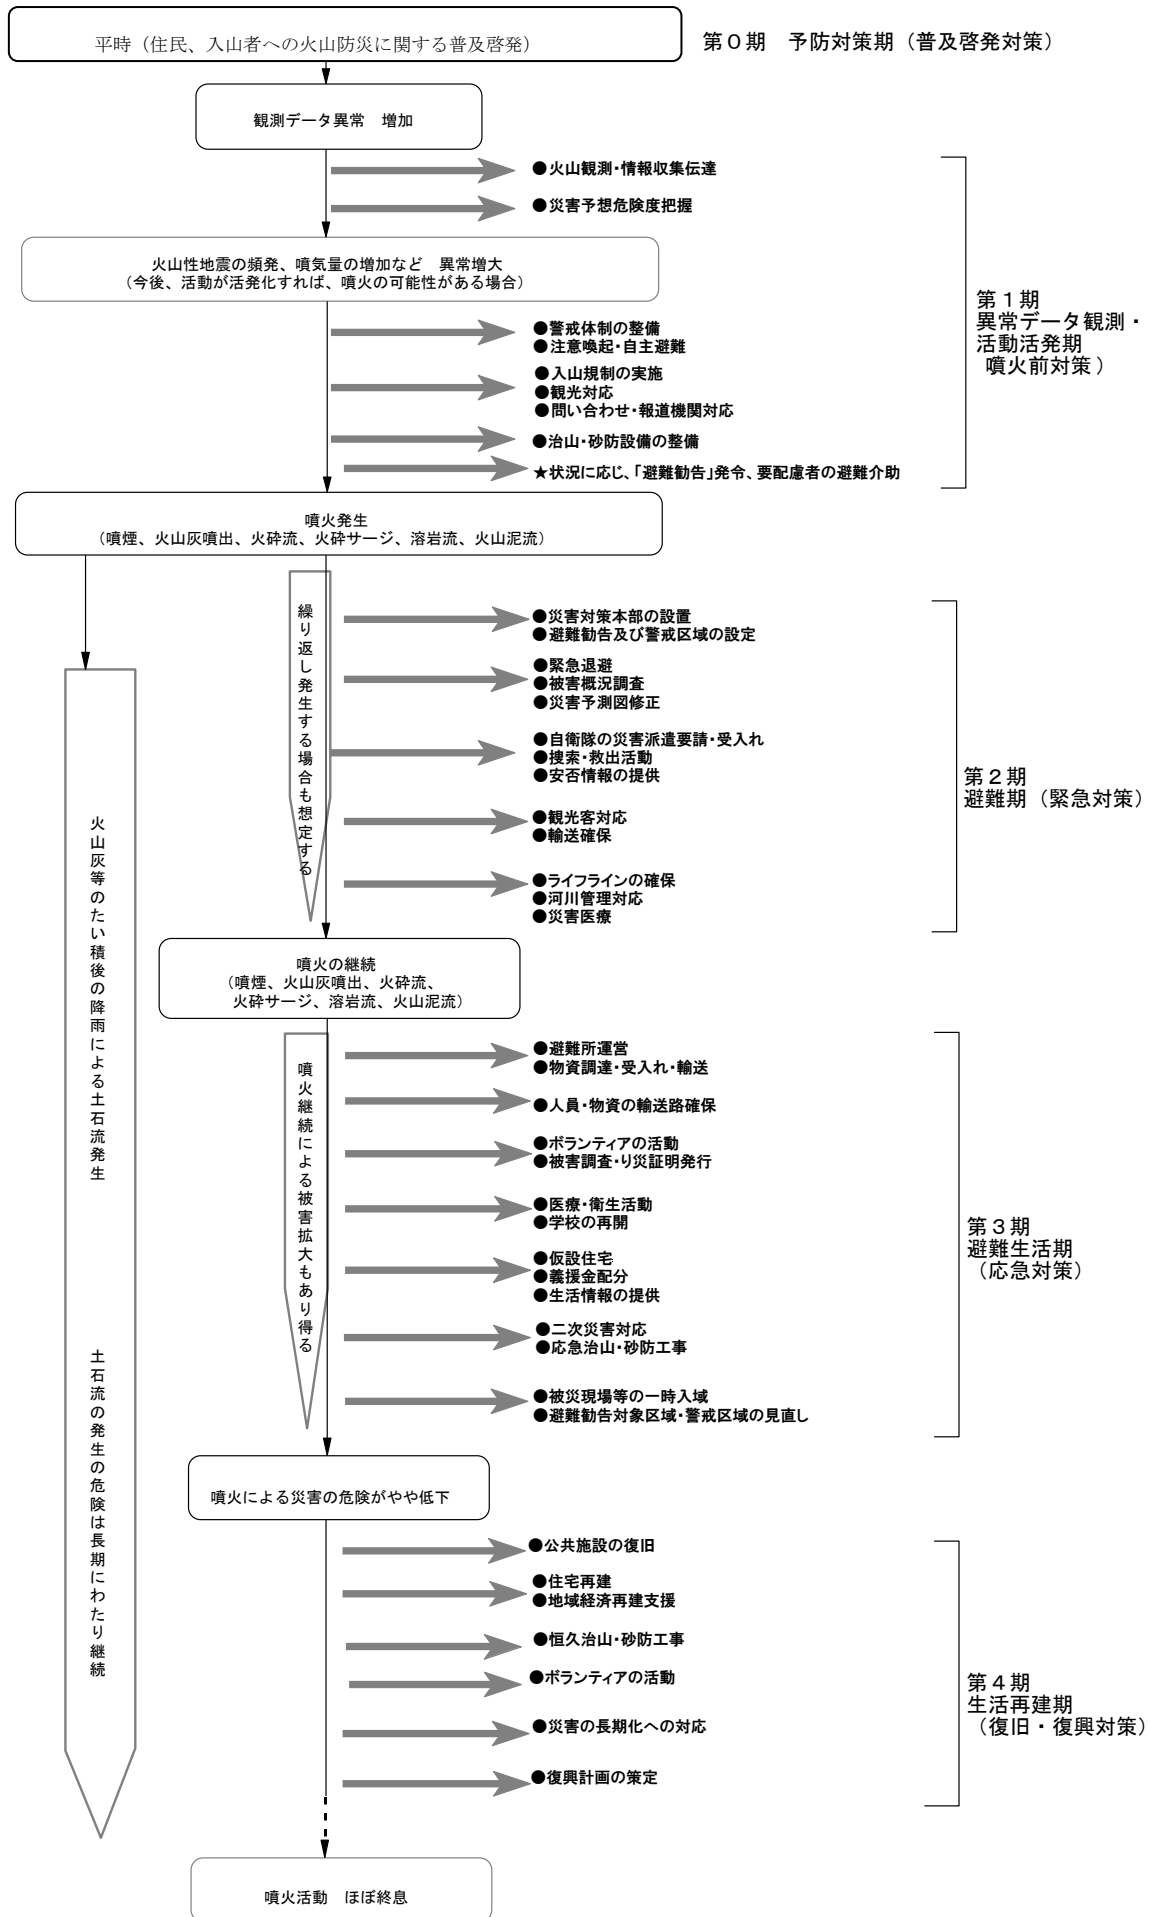 平時（住民、入山者への火山防災に関する普及啓発）
第０期　予防対策期（普及啓発対策）
観測データ異常　増加
●火山観測・情報収集伝達
●災害予想危険度把握
火山性地震の頻発、噴気量の増加など　異常増大
（今後、活動が活発化すれば、噴火の可能性がある場合）
●警戒体制の整備
●注意喚起・自主避難
●入山規制の実施
●観光対応
●問い合わせ・報道機関対応
●治山・砂防設備の整備
★状況に応じ、「避難勧告」発令、要配慮者の避難介助
第１期
異常データ観測・
活動活発期
噴火前対策）
噴火発生
（噴煙、火山灰噴出、火砕流、火砕サージ、溶岩流、火山泥流）
繰り返し発生する場合も想定する
●災害対策本部の設置
●避難勧告及び警戒区域の設定
●緊急退避
●被害概況調査
●災害予測図修正
●自衛隊の災害派遣要請・受入れ
●捜索・救出活動
●安否情報の提供
●観光客対応
●輸送確保
●ライフラインの確保
●河川管理対応
●災害医療
第２期
避難期（緊急対策）
火山灰等のたい積後の降雨による土石流発生
土石流の発生の危険は長期にわたり継続
噴火の継続
（噴煙、火山灰噴出、火砕流、
火砕サージ、溶岩流、火山泥流）
噴火継続による被害拡大もあり得る
●避難所運営
●物資調達・受入れ・輸送
●人員・物資の輸送路確保
●ボランティアの活動
●被害調査・り災証明発行
●医療・衛生活動
●学校の再開
●仮設住宅
●義援金配分
●生活情報の提供
●二次災害対応
●応急治山・砂防工事
●被災現場等の一時入域
●避難勧告対象区域・警戒区域の見直し
第３期
避難生活期
（応急対策）
噴火による災害の危険がやや低下
●公共施設の復旧
●住宅再建
●地域経済再建支援
●恒久治山・砂防工事
●ボランティアの活動
●災害の長期化への対応
●復興計画の策定
第４期
生活再建期
（復旧・復興対策）
噴火活動　ほぼ終息